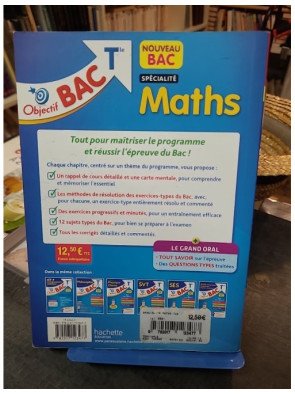 Objectif
BAC
Tle
NOUVEAU
BAC
SPÉCIALITÉ
Maths
Tout pour maîtriser le programme
et réussir l'épreuve du Bac !
Chaque chapitre, centré sur un thème du programme, vous propose :
Un rappel de cours détaillé et une carte mentale, pour comprendre
et mémoriser l'essentiel
Les méthodes de résolution des exercices-types du Bac, avec,
pour chacune, un exercice-type entièrement résolu et commenté
Des exercices progressifs et minutés, pour un entraînement efficace
12 sujets types du Bac, pour bien se préparer à l'examen
Tous les corrigés détaillés et commentés.
12,50 € TTC
LE GRAND ORAL
- TOUT SAVOIR sur l'épreuve
- Des QUESTIONS TYPES traitées
Dans la même collection :
SVT
SES
12,50€
hachette